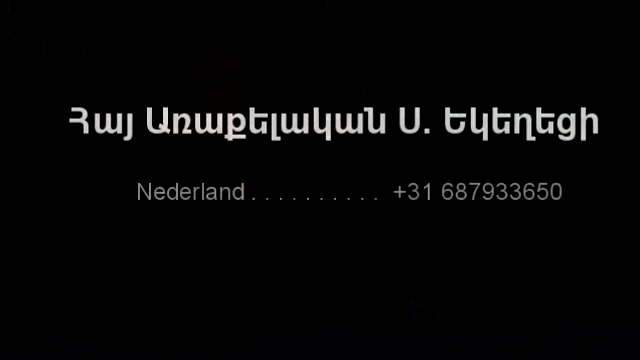 Հայ Առաքելական Ս. Եկեղեցի
Nederland . . . . . . . . . . +31 687933650